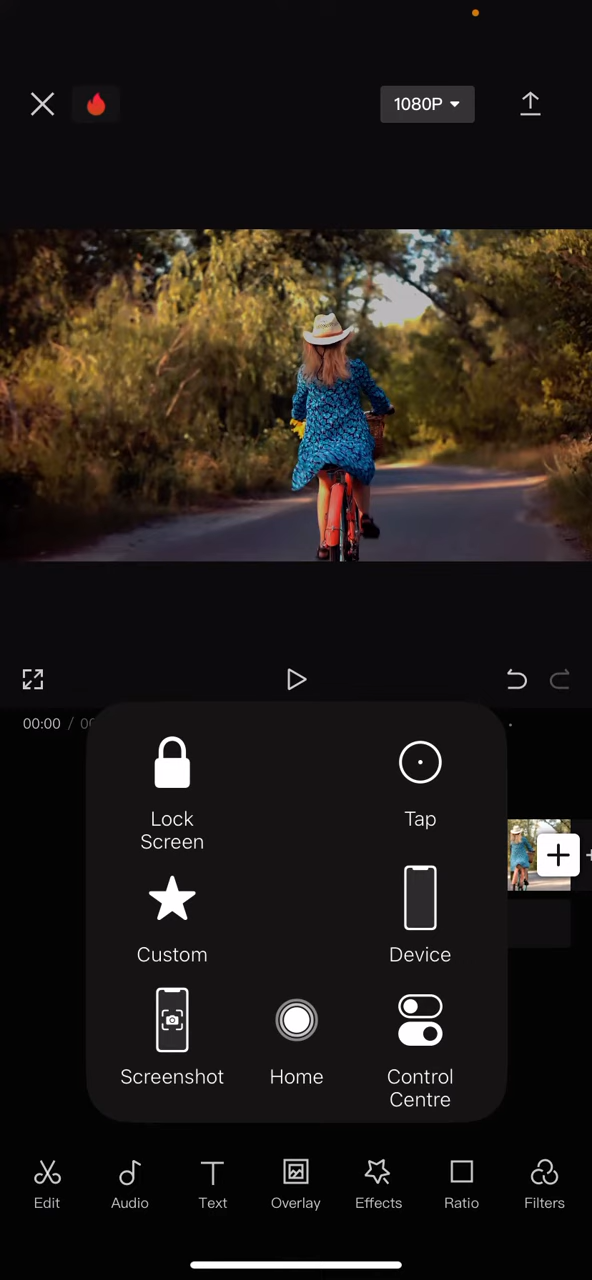 1080P
00:00 / 00
Lock
Screen
Tap
Custom
Device
Screenshot
Home
Control
Centre
Edit
Audio
Text
Overlay
Effects
Ratio
Filters